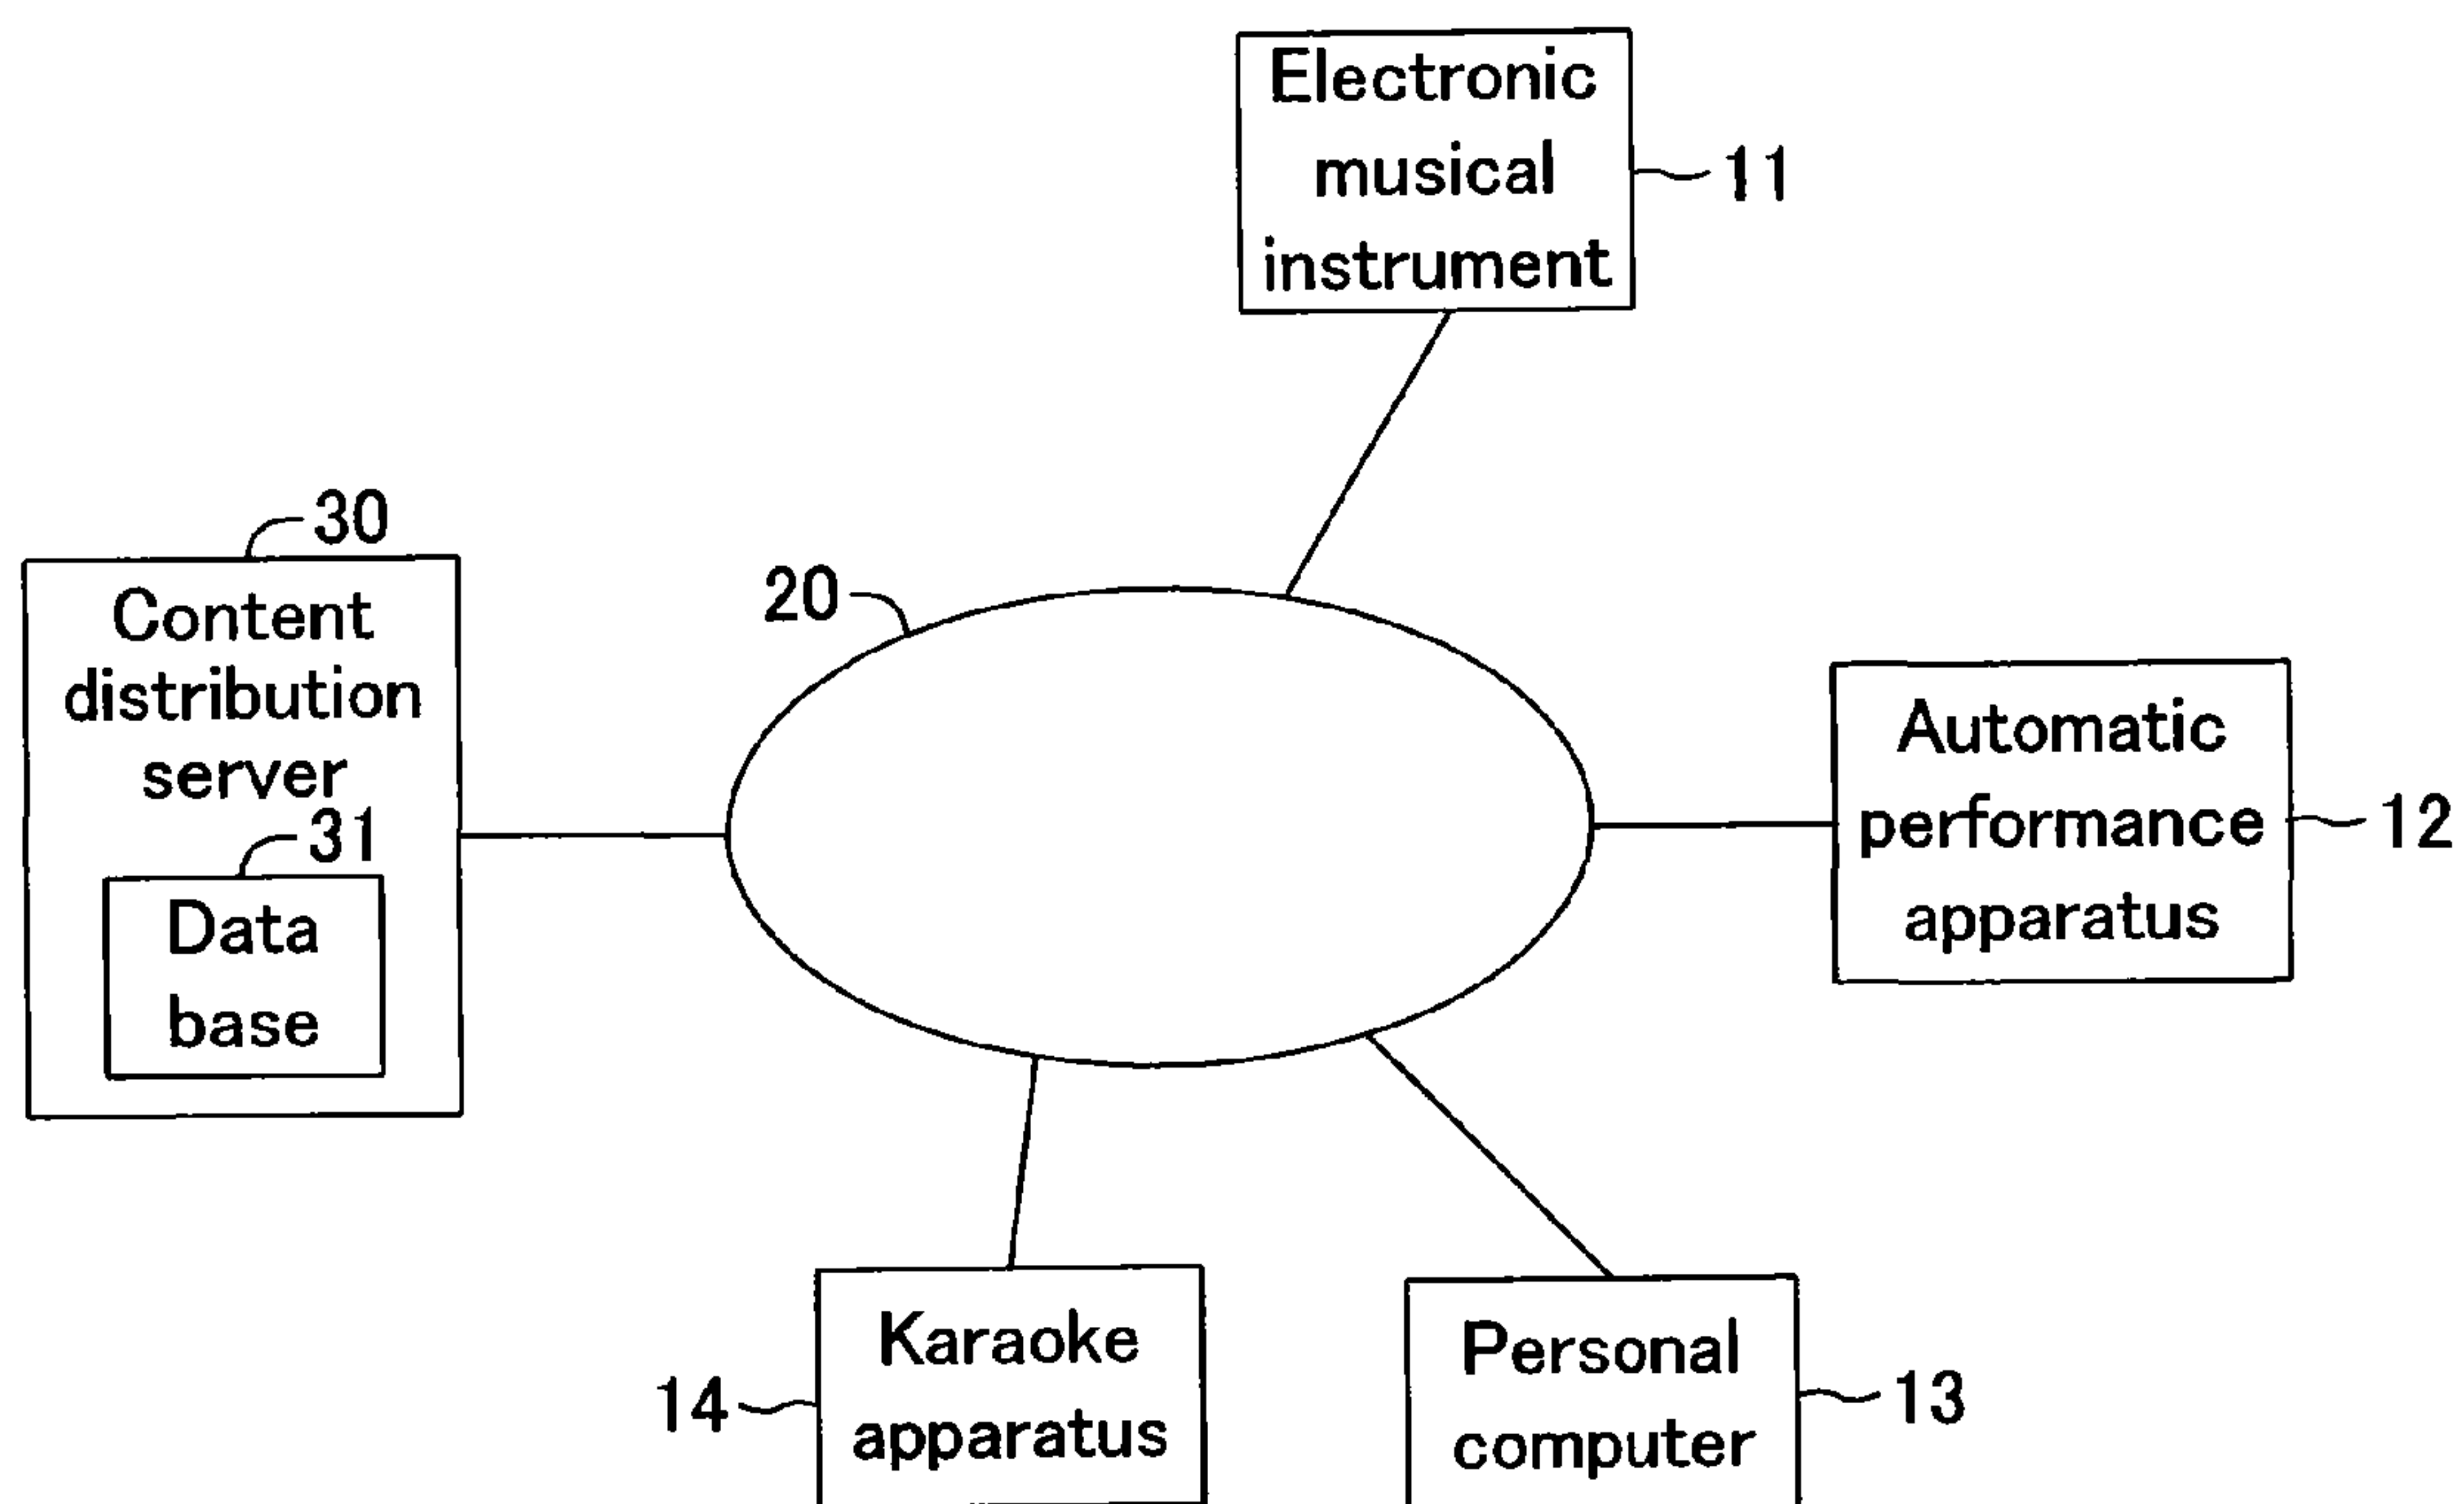 Electronic
musical
instrument
11
30
Content
distribution
server
31
Data
base
20
Automatic
performance
apparatus
12
Karaoke
apparatus
14
Personal
computer
13